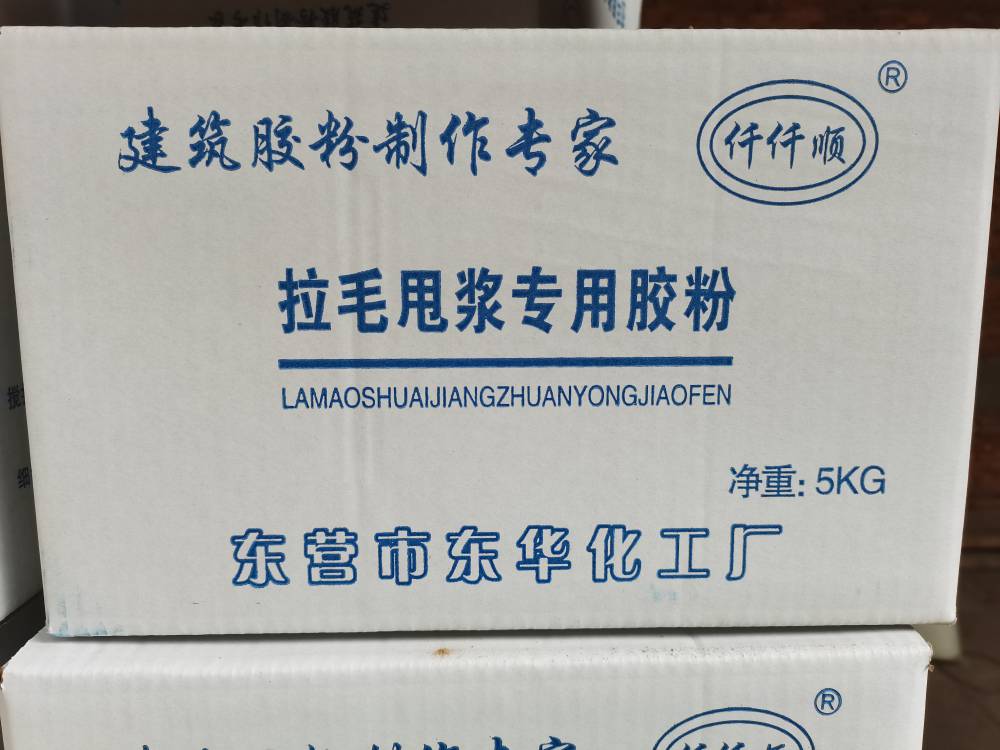 建筑胶粉制作专家
仟仟顺
®
拉毛甩浆专用胶粉
LAMAOSHUAIJIANGZHUANYONGJIAOFEN
净重: 5KG
东营市东华化工厂
®